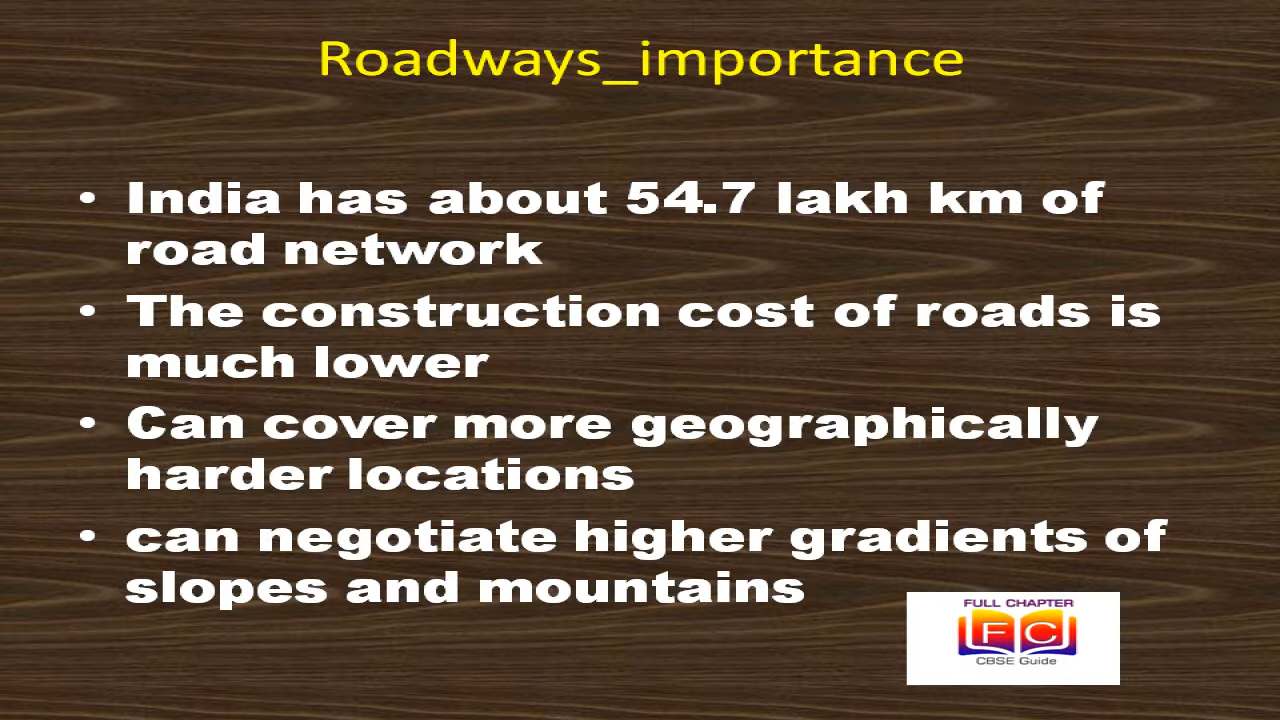 Roadways_importance
• India has about 54.7 lakh km of
road network
• The construction cost of roads is
much lower
• Can cover more geographically
harder locations
• can negotiate higher gradients of
slopes and mountains
FULL CHAPTER
FC
CBSE Guide